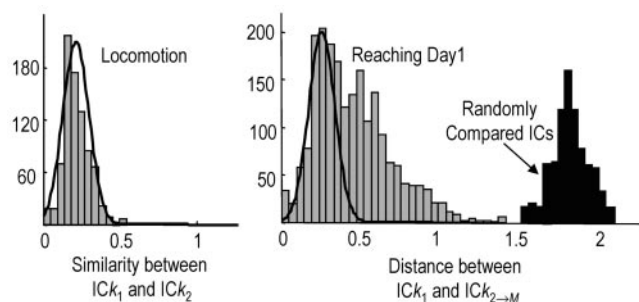 180
120
60
Locomotion
0
0.5
1
Similarity between
ICk₁ and ICk₂
200
150
100
50
Reaching Day1
Randomly
Compared ICs
0
0.5
1
1.5
2
Distance between
ICk₁ and ICk₂→M